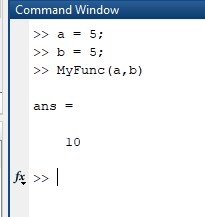 Command Window
>> a = 5;
>> b = 5;
>> MyFunc(a,b)
ans =
10
fx >>